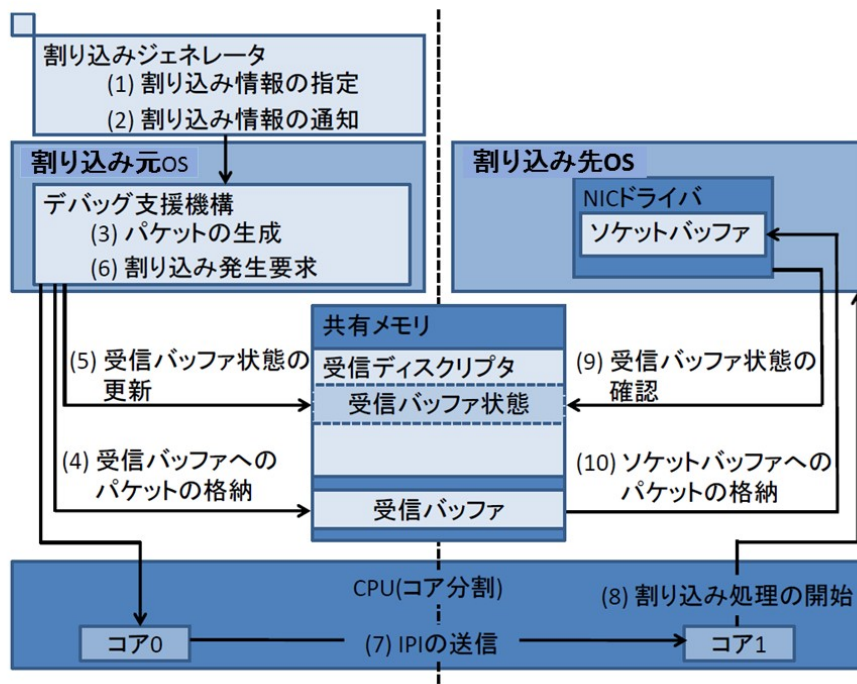 割り込みジェネレータ
(1) 割り込み情報の指定
(2) 割り込み情報の通知
割り込み元OS
デバッグ支援機構
(3) パケットの生成
(6) 割り込み発生要求
割り込み先OS
NICドライバ
ソケットバッファ
共有メモリ
受信ディスクリプタ
受信バッファ状態
受信バッファ
(5) 受信バッファ状態の
更新
(4) 受信バッファへの
パケットの格納
(9) 受信バッファ状態の
確認
(10) ソケットバッファへの
パケットの格納
CPU(コア分割)
(8) 割り込み処理の開始
コア0
(7) IPIの送信
コア1